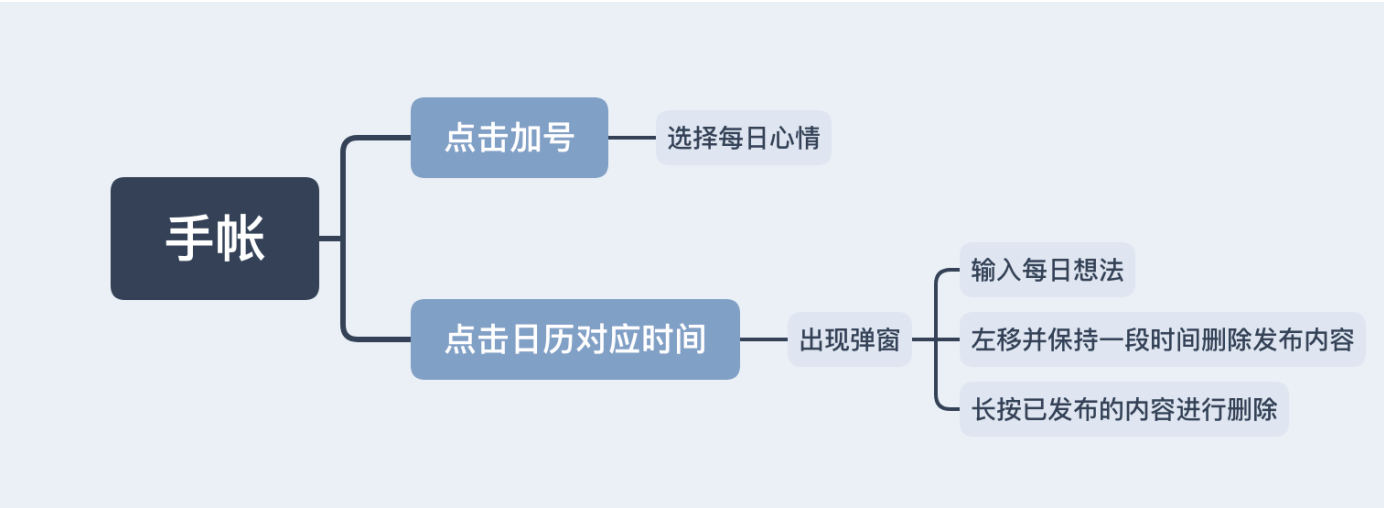 手帐
点击加号
选择每日心情
点击日历对应时间
出现弹窗
输入每日想法
左移并保持一段时间删除发布内容
长按已发布的内容进行删除